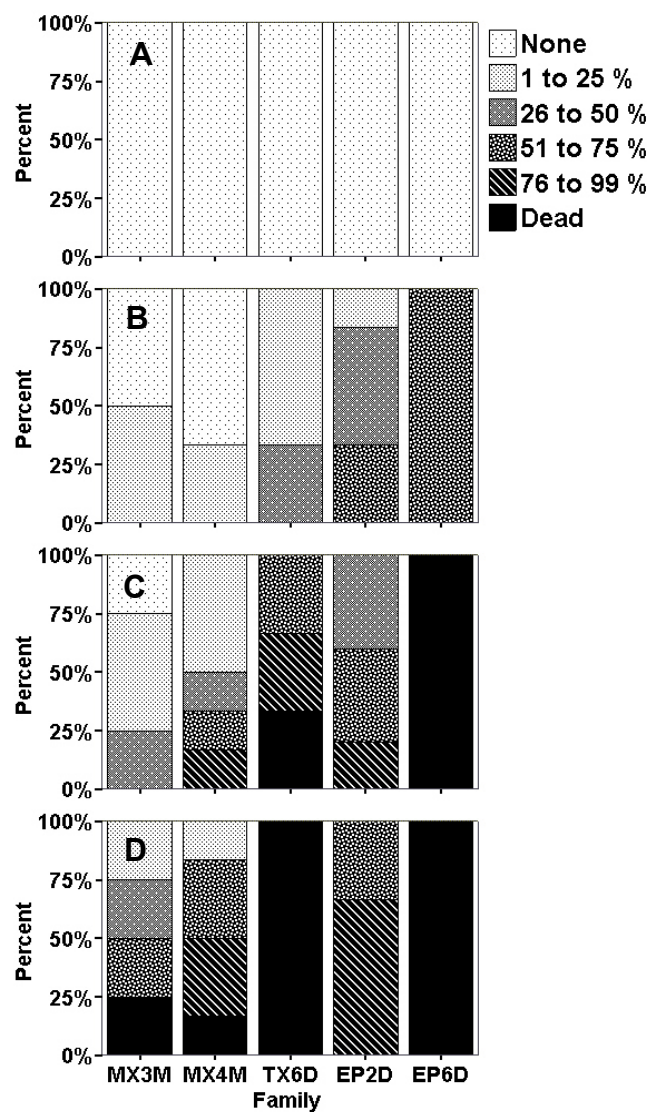 A
Percent
100%
75%
50%
25%
0%
None
1 to 25 %
26 to 50 %
51 to 75 %
76 to 99 %
Dead
B
Percent
100%
75%
50%
25%
0%
C
Percent
100%
75%
50%
25%
0%
D
Percent
100%
75%
50%
25%
0%
MX3M MX4M TX6D EP2D EP6D
Family